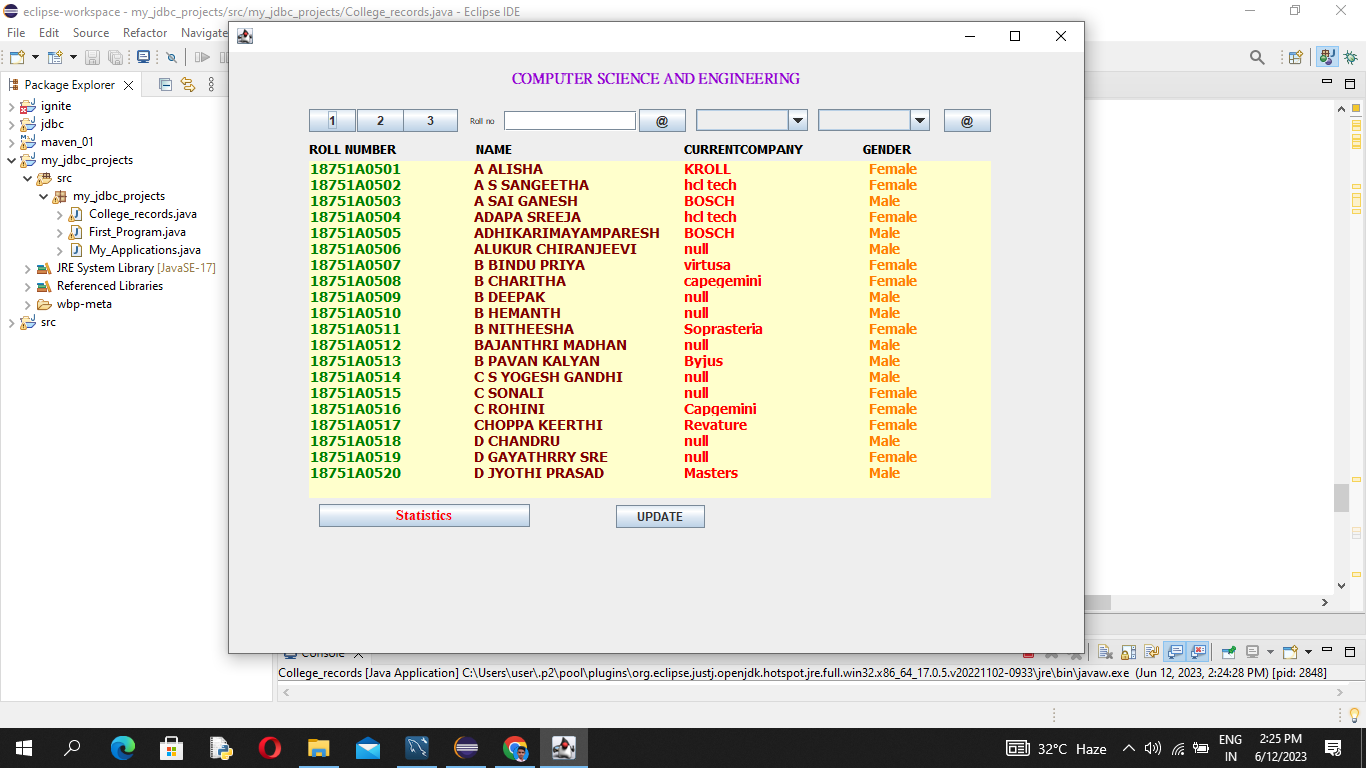 eclipse-workspace - my_jdbc_projects/src/my_jdbc_projects/College_records.java - Eclipse IDE
File Edit Source Refactor Navigate
Package Explorer
ignite
jdbc
maven_01
my_jdbc_projects
src
my_jdbc_projects
College_records.java
First_Program.java
My_Applications.java
JRE System Library [JavaSE-17]
Referenced Libraries
wbp-meta
src
COMPUTER SCIENCE AND ENGINEERING
1 2 3 Roll no @ @
ROLL NUMBER NAME CURRENTCOMPANY GENDER
18751A0501 A ALISHA KROLL Female
18751A0502 A S SANGEETHA hcl tech Female
18751A0503 A SAI GANESH BOSCH Male
18751A0504 ADAPA SREEJA hcl tech Female
18751A0505 ADHIKARIMAYAMPARESH BOSCH Male
18751A0506 ALUKUR CHIRANJEEVI null Male
18751A0507 B BINDU PRIYA virtusa Female
18751A0508 B CHARITHA capegemini Female
18751A0509 B DEEPAK null Male
18751A0510 B HEMANTH null Male
18751A0511 B NITHEESHA Soprasteria Female
18751A0512 BAJANTHRI MADHAN null Male
18751A0513 B PAVAN KALYAN Byjus Male
18751A0514 C S YOGESH GANDHI null Male
18751A0515 C SONALI null Female
18751A0516 C ROHINI Capgemini Female
18751A0517 CHOPPA KEERTHI Revature Female
18751A0518 D CHANDRU null Male
18751A0519 D GAYATHRRY SRE null Female
18751A0520 D JYOTHI PRASAD Masters Male
Statistics UPDATE
Console
College_records [Java Application] C:\Users\user\.p2\pool\plugins\org.eclipse.justj.openjdk.hotspot.jre.full.win32.x86_64_17.0.5.v20221102-0933\jre\bin\javaw.exe (Jun 12, 2023, 2:24:28 PM) [pid: 2848]
32°C Haze
ENG
IN
2:25 PM
6/12/2023